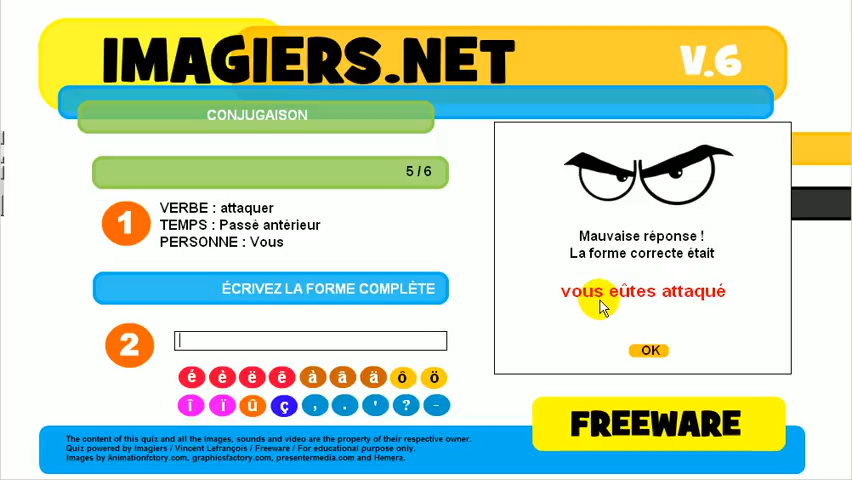 IMAGIERS.NET
V.6
CONJUGAISON
5 / 6
1
VERBE : attaquer
TEMPS : Passé antérieur
PERSONNE : Vous
ÉCRIVEZ LA FORME COMPLÈTE
2
é è ë ê à â ä ô ö
î ï û ç , . ' ? -
Mauvaise réponse !
La forme correcte était
vous eûtes attaqué
OK
FREEWARE
The content of this quiz and all the images, sounds and video are the property of their respective owner.
Quiz powered by Imagiers / Vincent Lefrançois / Freeware / For educational purpose only.
Images by Animationfctory.com, graphicsfactory.com, presentermedia.com and Hemera.